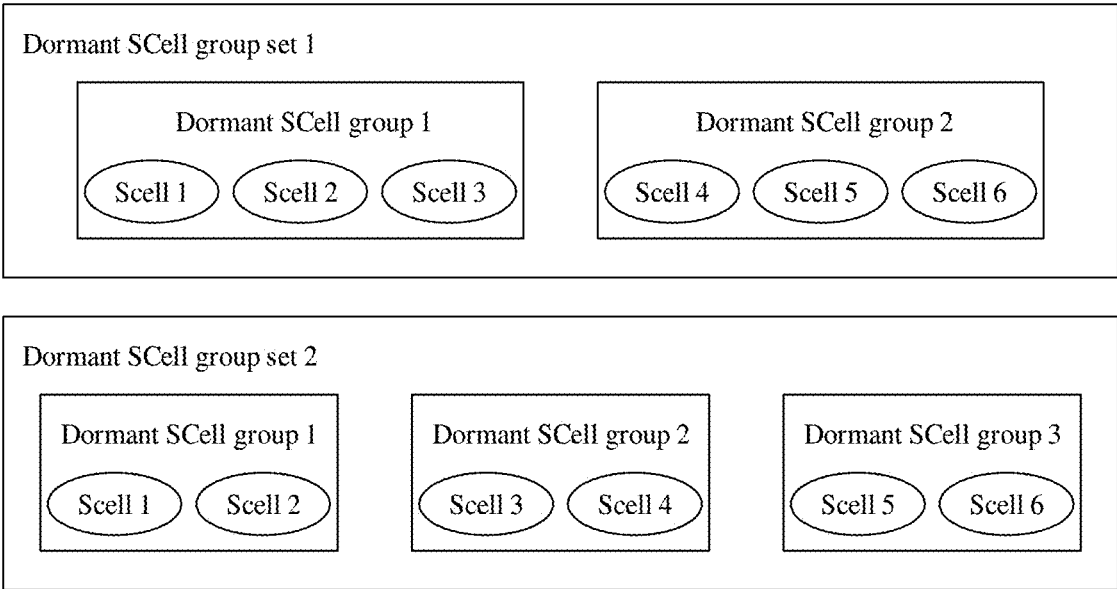 Dormant SCell group set 1
Dormant SCell group 1
Dormant SCell group 2
Scell 1 Scell 2 Scell 3
Scell 4 Scell 5 Scell 6
Dormant SCell group set 2
Dormant SCell group 1
Dormant SCell group 2
Dormant SCell group 3
Scell 1 Scell 2
Scell 3 Scell 4
Scell 5 Scell 6